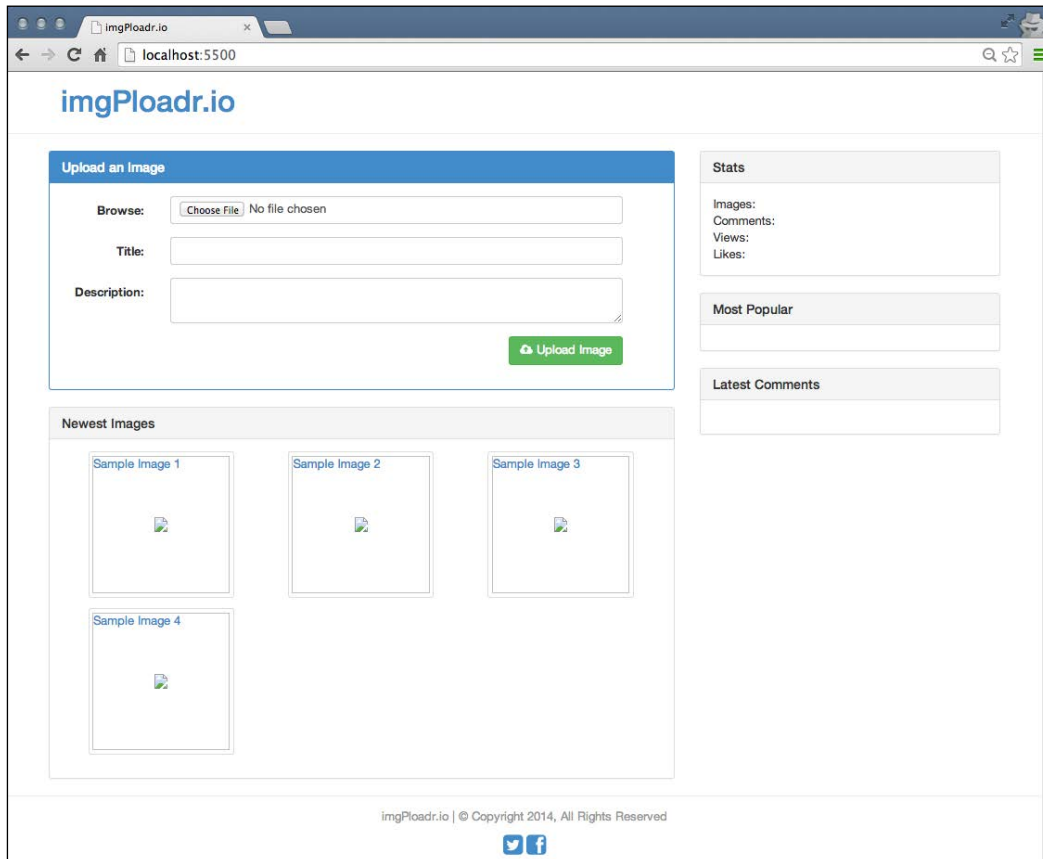 imgPloadr.io
localhost:5500
imgPloadr.io
Upload an Image
Browse: Choose File No file chosen
Title:
Description:
Upload Image
Newest Images
Sample Image 1 Sample Image 2 Sample Image 3
Sample Image 4
Stats
Images:
Comments:
Views:
Likes:
Most Popular
Latest Comments
imgPloadr.io | © Copyright 2014, All Rights Reserved